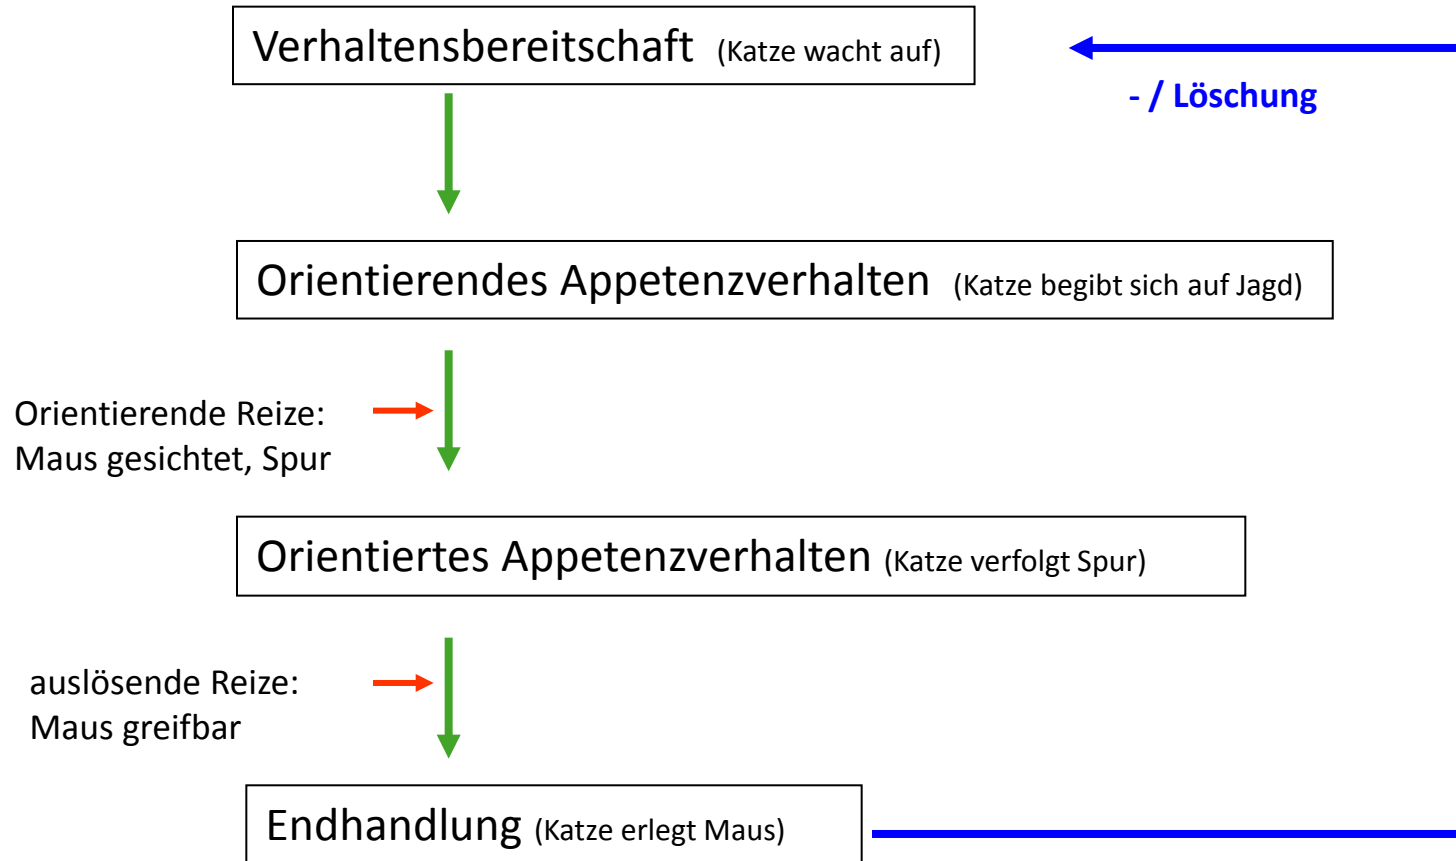 Verhaltensbereitschaft (Katze wacht auf)
- / Löschung
Orientierendes Appetenzverhalten (Katze begibt sich auf Jagd)
Orientierende Reize:
Maus gesichtet, Spur
Orientiertes Appetenzverhalten (Katze verfolgt Spur)
auslösende Reize:
Maus greifbar
Endhandlung (Katze erlegt Maus)